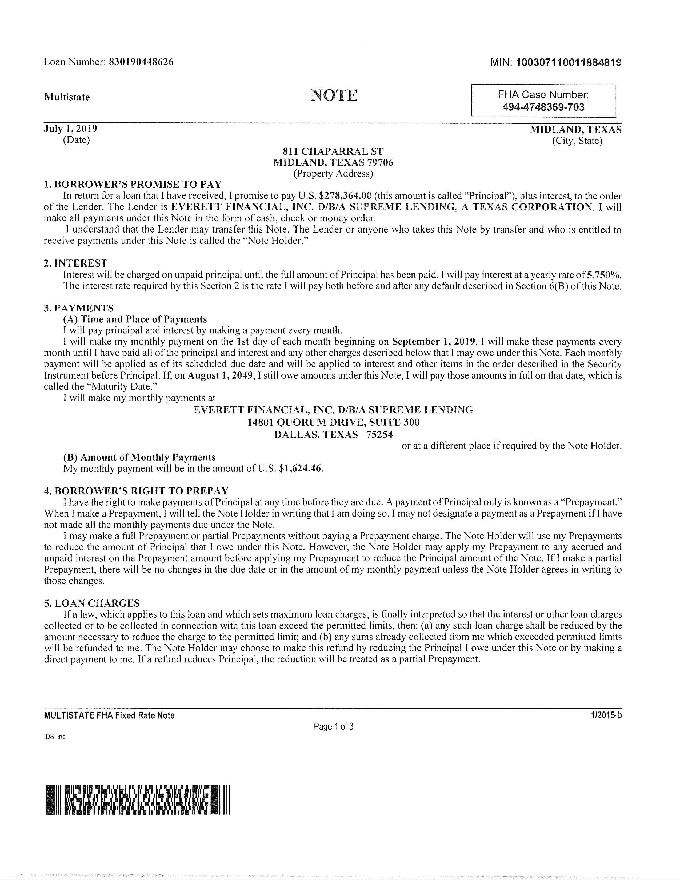 Loan Number: 830190448626
MIN: 100307110011884819
Multistate
NOTE
FHA Case Number:
494-4748369-703
July 1, 2019
MIDLAND, TEXAS
(Date)
(City, State)
811 CHAPARRAL ST
MIDLAND, TEXAS 79706
(Property Address)
1. BORROWER'S PROMISE TO PAY
In return for a loan that I have received, I promise to pay U.S. $278,364.00 (this amount is called "Principal"), plus interest, to the order
of the Lender. The Lender is EVERETT FINANCIAL, INC. D/B/A SUPREME LENDING, A TEXAS CORPORATION. I will
make all payments under this Note in the form of cash, check or money order.
I understand that the Lender may transfer this Note. The Lender or anyone who takes this Note by transfer and who is entitled to
receive payments under this Note is called the "Note Holder."
2. INTEREST
Interest will be charged on unpaid principal until the full amount of Principal has been paid. I will pay interest at a yearly rate of 5.750%.
The interest rate required by this Section 2 is the rate I will pay both before and after any default described in Section 6(B) of this Note.
3. PAYMENTS
(A) Time and Place of Payments
I will pay principal and interest by making a payment every month.
I will make my monthly payment on the 1st day of each month beginning on September 1, 2019. I will make these payments every
month until I have paid all of the principal and interest and any other charges described below that I may owe under this Note. Each monthly
payment will be applied as of its scheduled due date and will be applied to interest and other items in the order described in the Security
Instrument before Principal. If, on August 1, 2049, I still owe amounts under this Note, I will pay those amounts in full on that date, which is
called the "Maturity Date."
I will make my monthly payments at
EVERETT FINANCIAL, INC. D/B/A SUPREME LENDING
14801 QUORUM DRIVE, SUITE 300
DALLAS, TEXAS 75254
or at a different place if required by the Note Holder.
(B) Amount of Monthly Payments
My monthly payment will be in the amount of U.S. $1,624.46.
4. BORROWER'S RIGHT TO PREPAY
I have the right to make payments of Principal at any time before they are due. A payment of Principal only is known as a "Prepayment."
When I make a Prepayment, I will tell the Note Holder in writing that I am doing so. I may not designate a payment as a Prepayment if I have
not made all the monthly payments due under the Note.
I may make a full Prepayment or partial Prepayments without paying a Prepayment charge. The Note Holder will use my Prepayments
to reduce the amount of Principal that I owe under this Note. However, the Note Holder may apply my Prepayment to any accrued and
unpaid interest on the Prepayment amount before applying my Prepayment to reduce the Principal amount of the Note. If I make a partial
Prepayment, there will be no changes in the due date or in the amount of my monthly payment unless the Note Holder agrees in writing to
those changes.
5. LOAN CHARGES
If a law, which applies to this loan and which sets maximum loan charges, is finally interpreted so that the interest or other loan charges
collected or to be collected in connection with this loan exceed the permitted limits, then: (a) any such loan charge shall be reduced by the
amount necessary to reduce the charge to the permitted limit; and (b) any sums already collected from me which exceeded permitted limits
will be refunded to me. The Note Holder may choose to make this refund by reducing the Principal I owe under this Note or by making a
direct payment to me. If a refund reduces Principal, the reduction will be treated as a partial Prepayment.
MULTISTATE FHA Fixed Rate Note
1/2015-b
Page 1 of 3